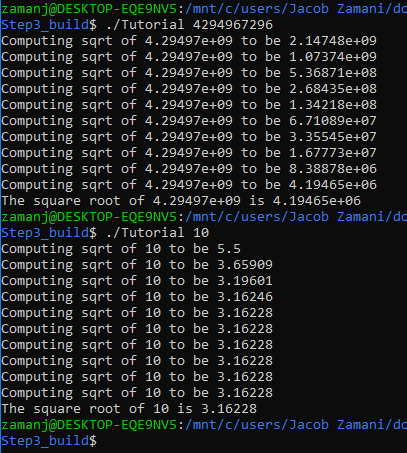 zamanj@DESKTOP-EQE9NV5:/mnt/c/users/Jacob Zamani/do
Step3_build$ ./Tutorial 4294967296
Computing sqrt of 4.29497e+09 to be 2.14748e+09
Computing sqrt of 4.29497e+09 to be 1.07374e+09
Computing sqrt of 4.29497e+09 to be 5.36871e+08
Computing sqrt of 4.29497e+09 to be 2.68435e+08
Computing sqrt of 4.29497e+09 to be 1.34218e+08
Computing sqrt of 4.29497e+09 to be 6.71089e+07
Computing sqrt of 4.29497e+09 to be 3.35545e+07
Computing sqrt of 4.29497e+09 to be 1.67773e+07
Computing sqrt of 4.29497e+09 to be 8.38878e+06
Computing sqrt of 4.29497e+09 to be 4.19465e+06
The square root of 4.29497e+09 is 4.19465e+06
zamanj@DESKTOP-EQE9NV5:/mnt/c/users/Jacob Zamani/do
Step3_build$ ./Tutorial 10
Computing sqrt of 10 to be 5.5
Computing sqrt of 10 to be 3.65909
Computing sqrt of 10 to be 3.19601
Computing sqrt of 10 to be 3.16246
Computing sqrt of 10 to be 3.16228
Computing sqrt of 10 to be 3.16228
Computing sqrt of 10 to be 3.16228
Computing sqrt of 10 to be 3.16228
Computing sqrt of 10 to be 3.16228
Computing sqrt of 10 to be 3.16228
The square root of 10 is 3.16228
zamanj@DESKTOP-EQE9NV5:/mnt/c/users/Jacob Zamani/do
Step3_build$